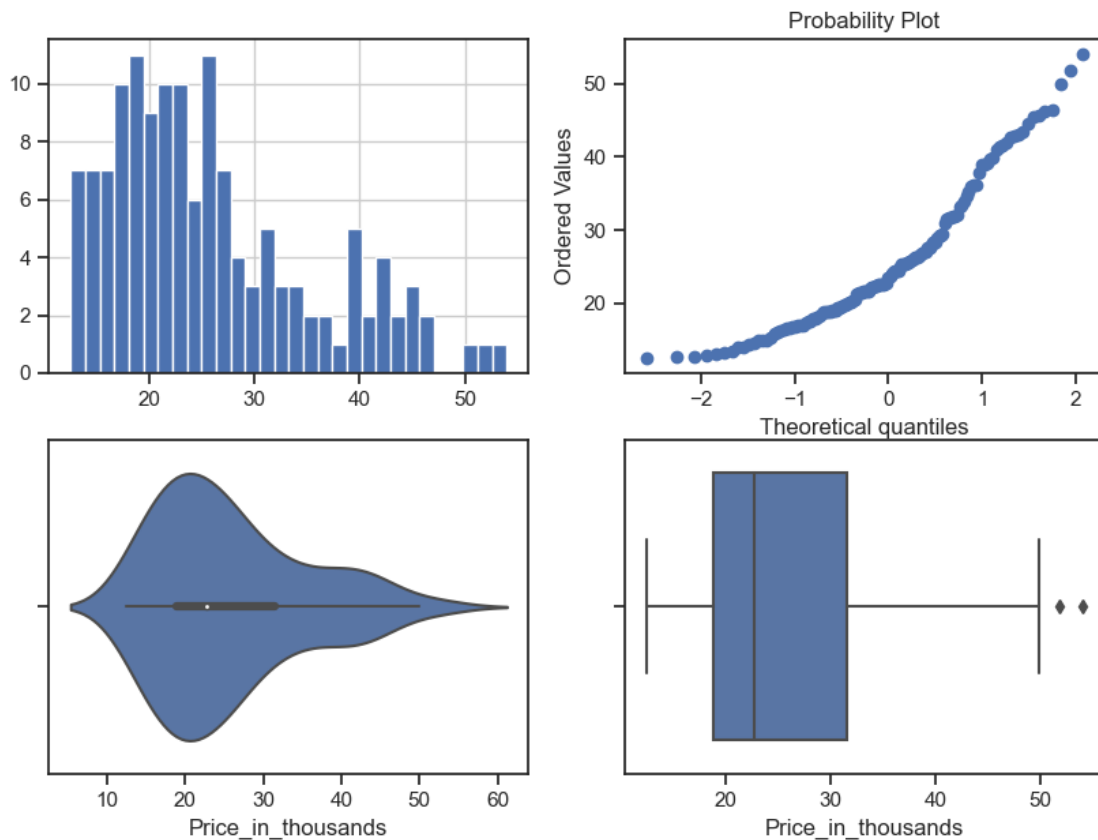 10
8
6
4
2
0
20 30 40 50
Probability Plot
Ordered Values
50
40
30
20
−2 −1 0 1 2
Theoretical quantiles
10 20 30 40 50 60
Price_in_thousands
20 30 40 50
Price_in_thousands